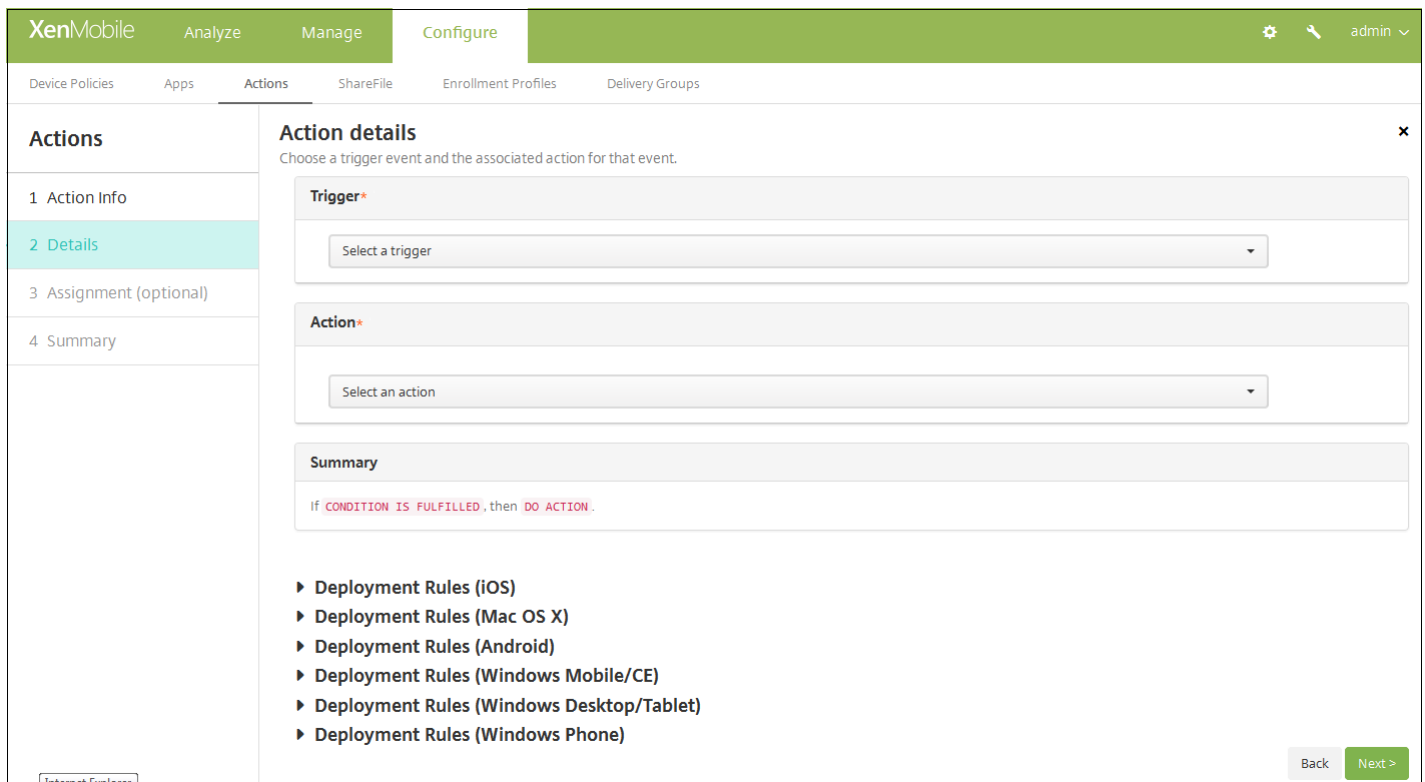 XenMobile Analyze Manage Configure admin
Device Policies Apps Actions ShareFile Enrollment Profiles Delivery Groups
Actions
1 Action Info
2 Details
3 Assignment (optional)
4 Summary
Action details
Choose a trigger event and the associated action for that event.
Trigger*
Select a trigger
Action*
Select an action
Summary
If CONDITION IS FULFILLED, then DO ACTION.
Deployment Rules (iOS)
Deployment Rules (Mac OS X)
Deployment Rules (Android)
Deployment Rules (Windows Mobile/CE)
Deployment Rules (Windows Desktop/Tablet)
Deployment Rules (Windows Phone)
Back Next >
Internet Explorer